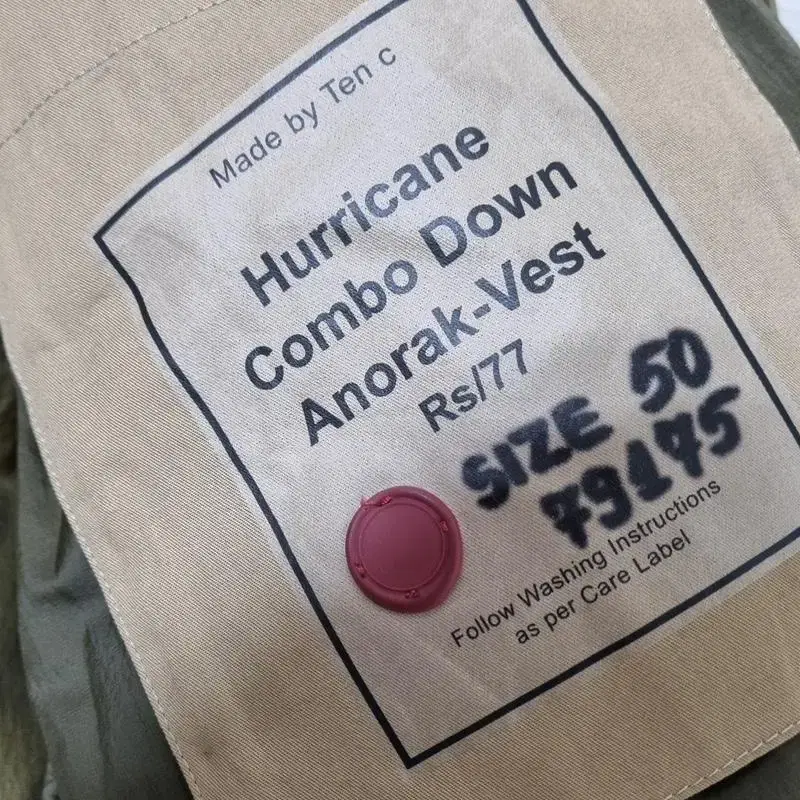 Made by Ten c
Hurricane
Combo Down
Anorak-Vest
Rs/77
SIZE 50
79175
Follow Washing Instructions
as per Care Label